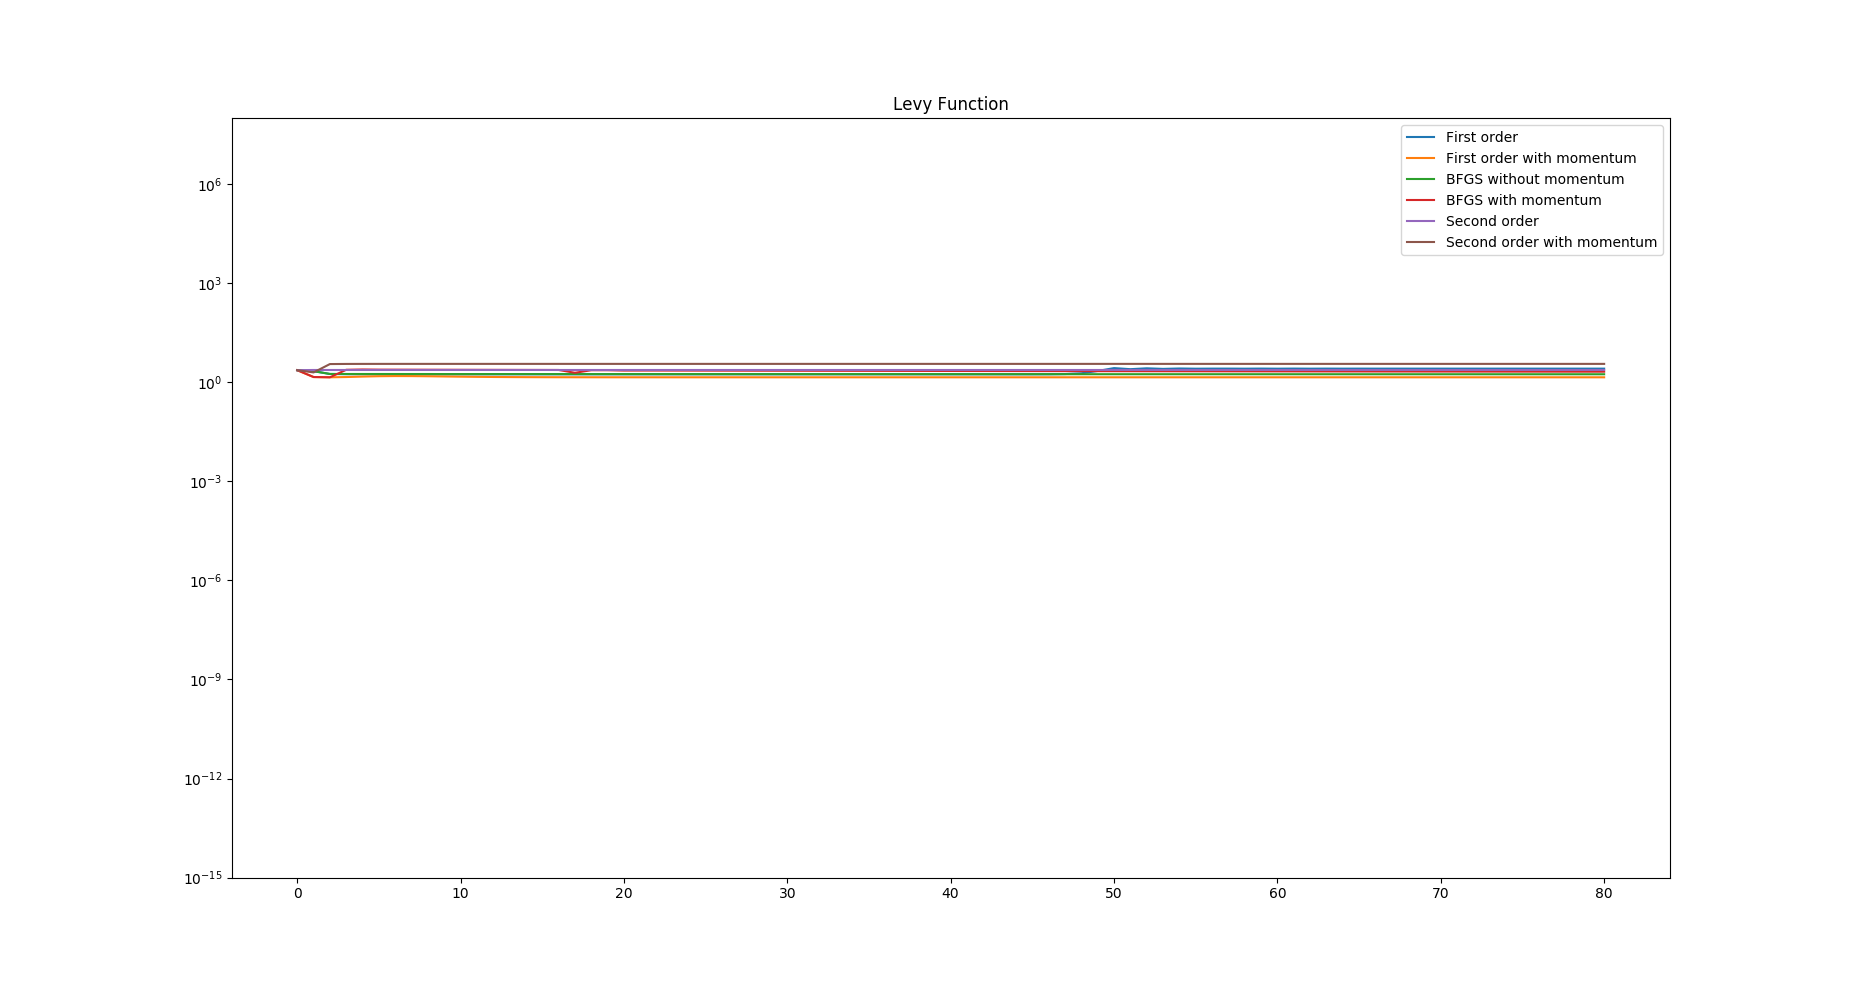 Levy Function
First order
First order with momentum
BFGS without momentum
BFGS with momentum
Second order
Second order with momentum
10^6
10^3
10^0
10^-3
10^-6
10^-9
10^-12
10^-15
0 10 20 30 40 50 60 70 80